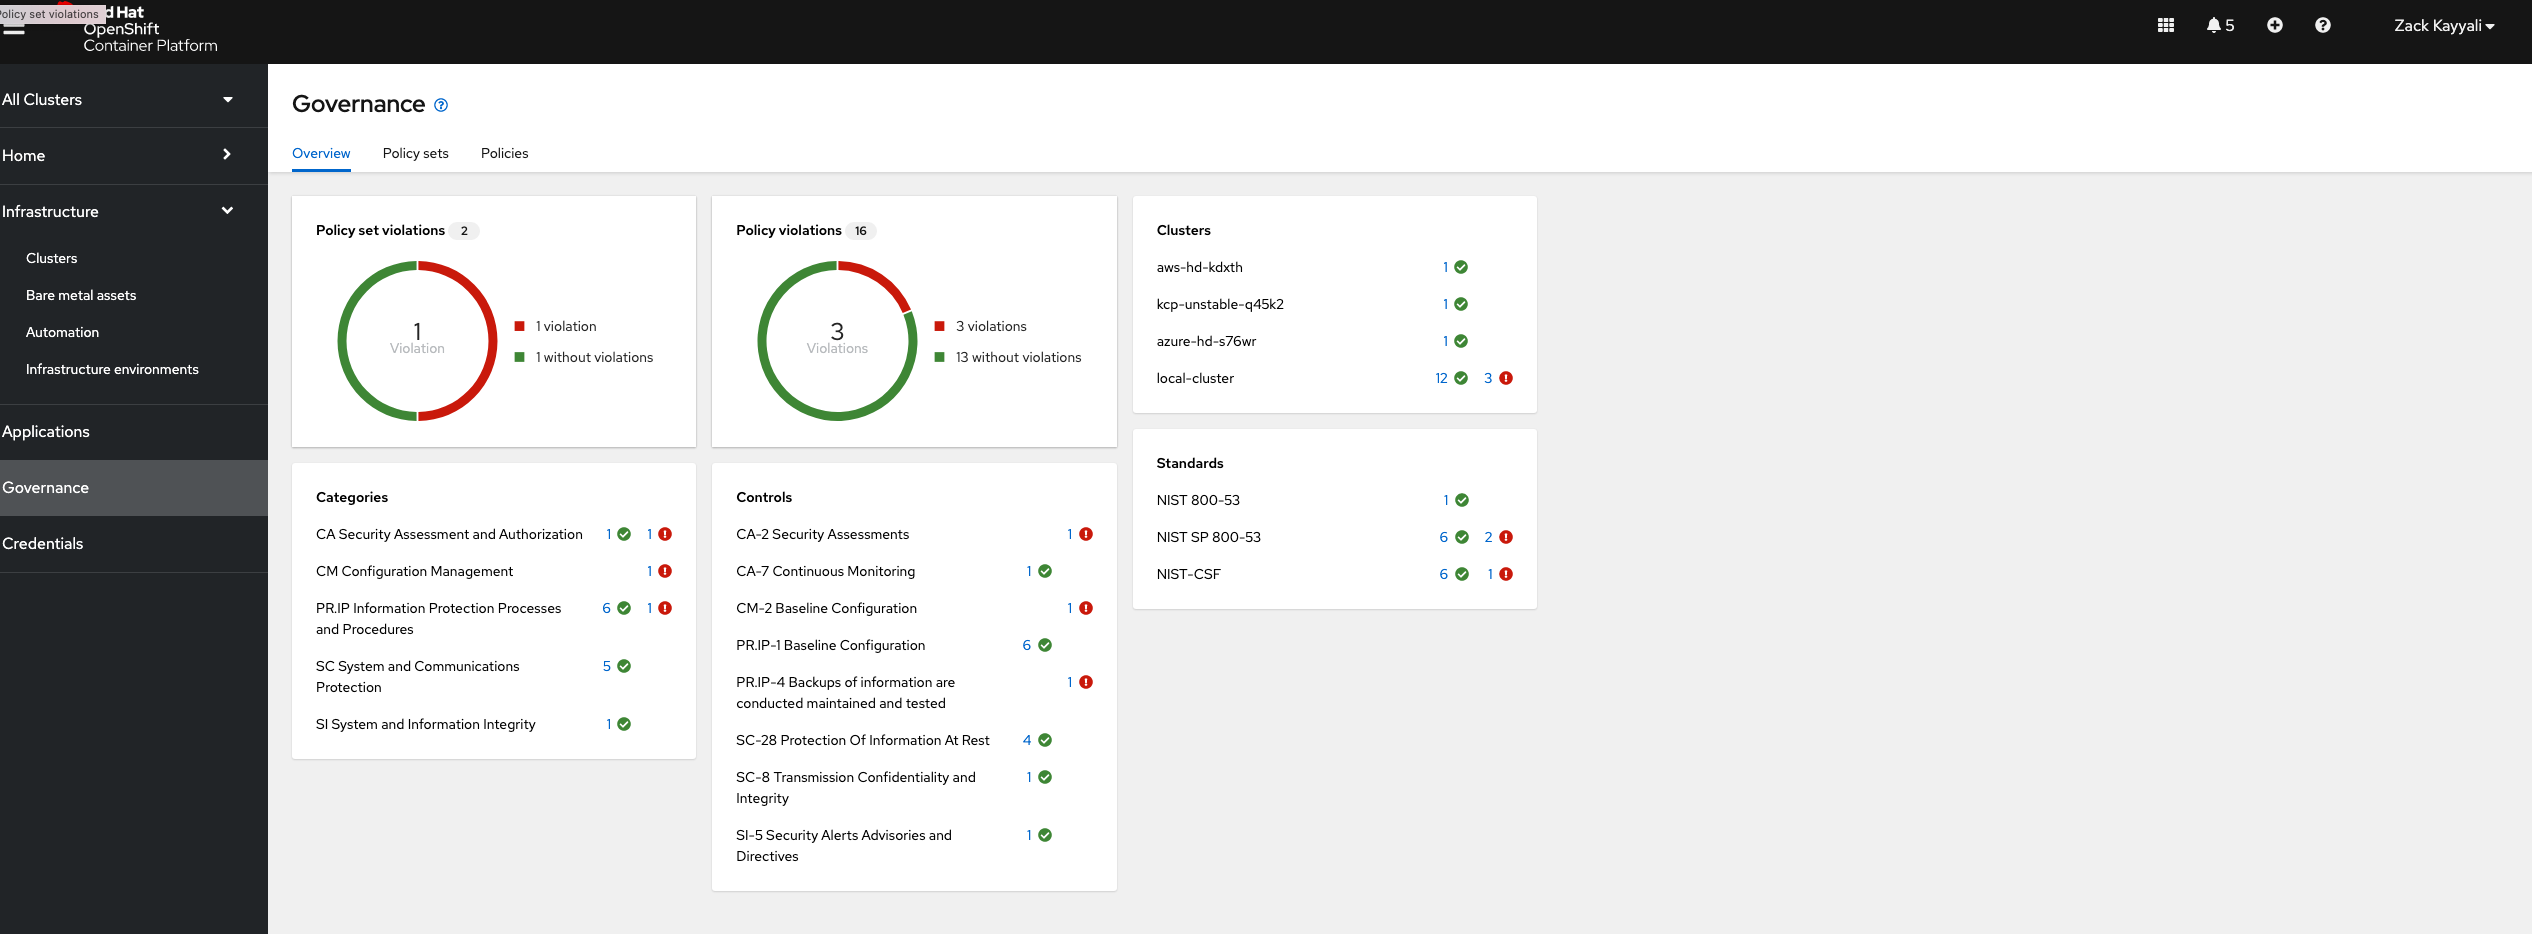 Policy set violations
d Hat
OpenShift
Container Platform
5
Zack Kayyali
All Clusters
Home
Infrastructure
Clusters
Bare metal assets
Automation
Infrastructure environments
Applications
Governance
Credentials
Governance
Overview Policy sets Policies
Policy set violations 2
1
Violation
1 violation
1 without violations
Policy violations 16
3
Violations
3 violations
13 without violations
Clusters
aws-hd-kdxth 1
kcp-unstable-q45k2 1
azure-hd-s76wr 1
local-cluster 12 3
Categories
CA Security Assessment and Authorization 1 1
CM Configuration Management 1
PR.IP Information Protection Processes 6 1
and Procedures
SC System and Communications 5
Protection
SI System and Information Integrity 1
Controls
CA-2 Security Assessments 1
CA-7 Continuous Monitoring 1
CM-2 Baseline Configuration 1
PR.IP-1 Baseline Configuration 6
PR.IP-4 Backups of information are 1
conducted maintained and tested
SC-28 Protection Of Information At Rest 4
SC-8 Transmission Confidentiality and 1
Integrity
SI-5 Security Alerts Advisories and 1
Directives
Standards
NIST 800-53 1
NIST SP 800-53 6 2
NIST-CSF 6 1